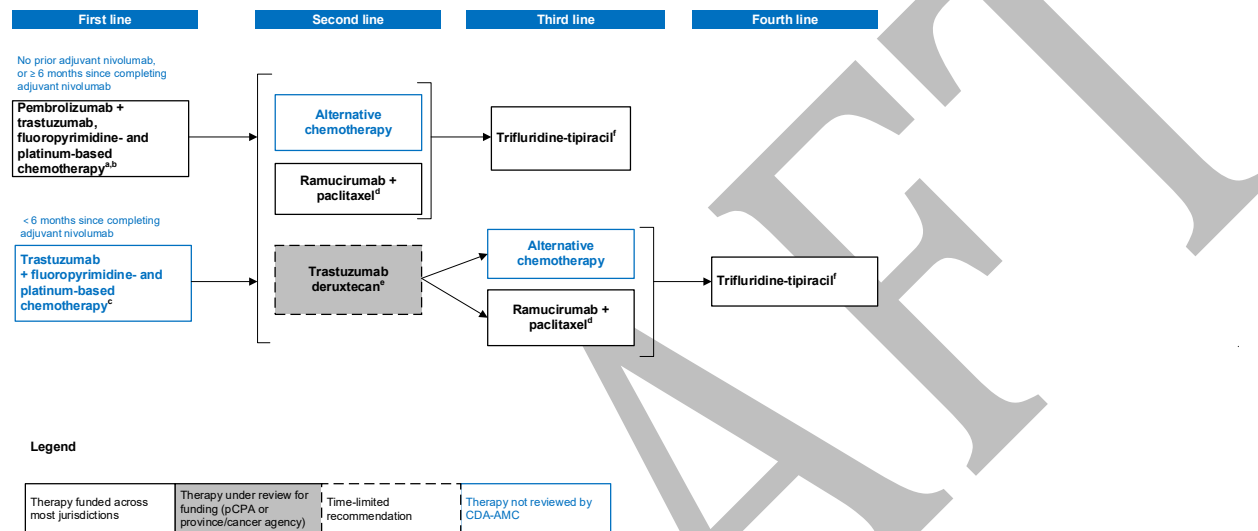 First line
Second line
Third line
Fourth line
No prior adjuvant nivolumab,
or ≥ 6 months since completing
adjuvant nivolumab
Pembrolizumab +
trastuzumab,
fluoropyrimidine- and
platinum-based
chemotherapyᵃ,ᵇ
Alternative
chemotherapy
Ramucirumab +
paclitaxelᵈ
Trifluridine-tipiracilᶠ
< 6 months since completing
adjuvant nivolumab
Trastuzumab
+ fluoropyrimidine- and
platinum-based
chemotherapyᶜ
Trastuzumab
deruxtecanᵉ
Alternative
chemotherapy
Ramucirumab +
paclitaxelᵈ
Trifluridine-tipiracilᶠ
Legend
Therapy funded across
most jurisdictions
Therapy under review for
funding (pCPA or
province/cancer agency)
Time-limited
recommendation
Therapy not reviewed by
CDA-AMC
AFT